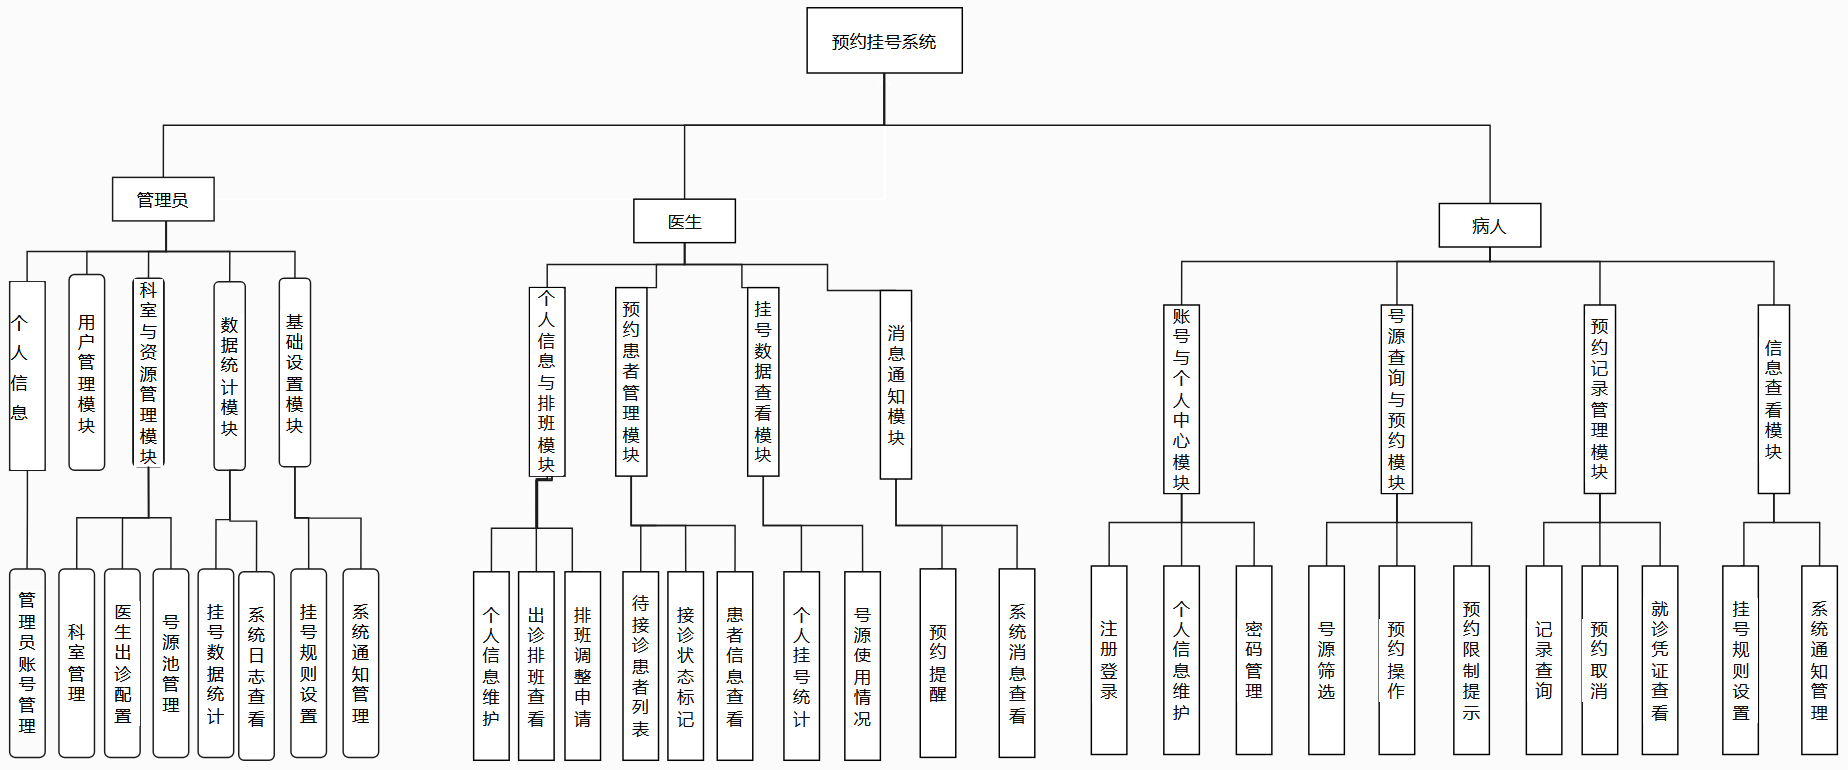 预约挂号系统
管理员
医生
病人
个人信息
用户管理模块
科室与资源管理模块
数据统计模块
基础设置模块
个人信息与排班模块
预约患者管理模块
挂号数据查看模块
消息通知模块
账号与个人中心模块
号源查询与预约模块
预约记录管理模块
信息查看模块
管理员账号管理
科室管理
医生出诊配置
号源池管理
挂号数据统计
系统日志查看
挂号规则设置
系统通知管理
个人信息维护
出诊排班查看
排班调整申请
待接诊患者列表
接诊状态标记
患者信息查看
个人挂号统计
号源使用情况
预约提醒
系统消息查看
注册登录
个人信息维护
密码管理
号源筛选
预约操作
预约限制提示
记录查询
预约取消
就诊凭证查看
挂号规则设置
系统通知管理